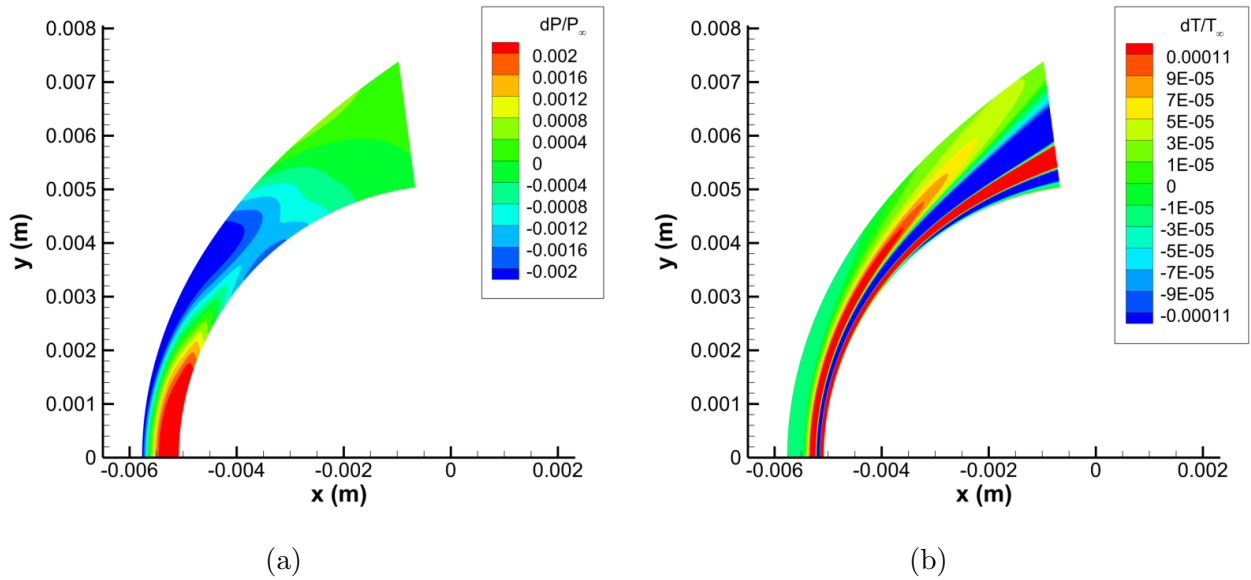 dP/P∞
0.002
0.0016
0.0012
0.0008
0.0004
0
-0.0004
-0.0008
-0.0012
-0.0016
-0.002
0.008
0.007
0.006
0.005
0.004
0.003
0.002
0.001
0
y (m)
-0.006 -0.004 -0.002 0 0.002
x (m)
(a)
dT/T∞
0.00011
9E-05
7E-05
5E-05
3E-05
1E-05
0
-1E-05
-3E-05
-5E-05
-7E-05
-9E-05
-0.00011
0.008
0.007
0.006
0.005
0.004
0.003
0.002
0.001
0
y (m)
-0.006 -0.004 -0.002 0 0.002
x (m)
(b)